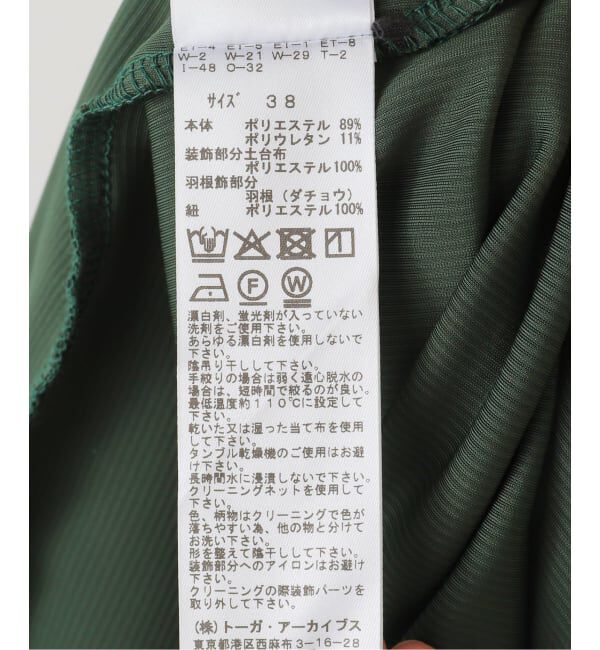 ET-4 ET-5 ET-1 ET-8
W-2 W-21 W-29 T-2
I-48 O-32
サイズ 38
本体 ポリエステル 89%
ポリウレタン 11%
装飾部分土台布
ポリエステル100%
羽根飾部分
羽根(ダチョウ)
紐 ポリエステル100%
F W
漂白剤、蛍光剤が入っていない
洗剤をご使用下さい。
あらゆる漂白剤を使用しないで
下さい。
陰吊り干しして下さい。
手絞りの場合は弱く遠心脱水の
場合は、短時間で絞るのが良い。
最低温度約110℃に設定して
下さい。
乾いた又は湿った当て布を使用
して下さい。
タンブル乾燥機のご使用はお避
け下さい。
長時間水に浸漬しないで下さい。
クリーニングネットを使用して
下さい。
色、柄物はクリーニングで色が
落ちやすい為、他の物と分けて
お洗い下さい。
形を整えて陰干しして下さい。
装飾部分へのアイロンはお避け
下さい。
クリーニングの際装飾パーツを
取り外して下さい。
(株)トーガ・アーカイブス
東京都港区西麻布3-16-28